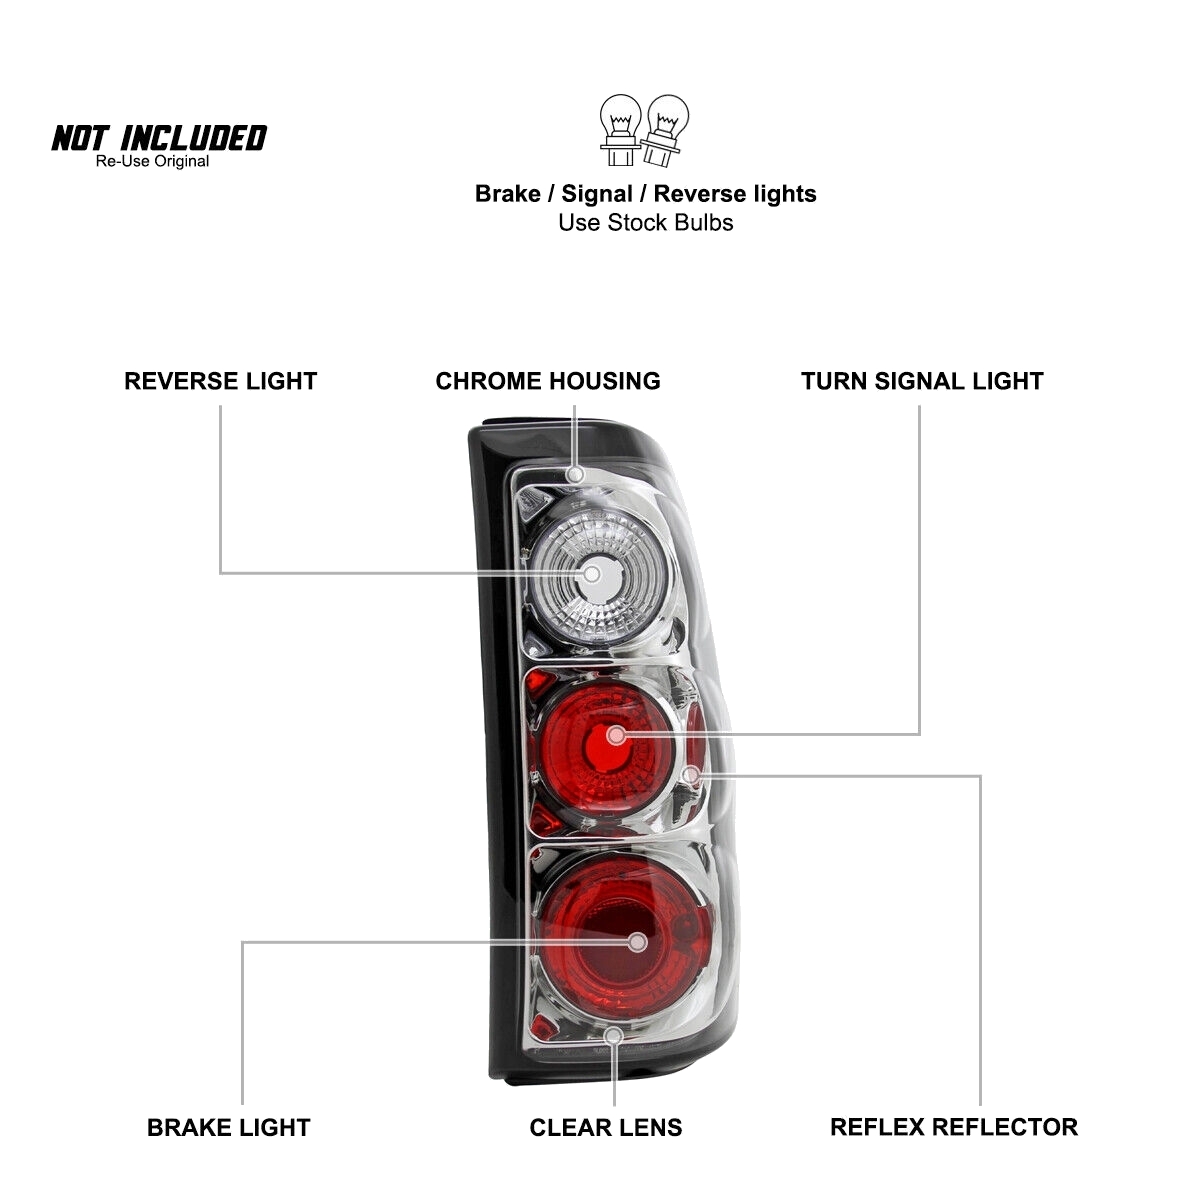 NOT INCLUDED
Re-Use Original
Brake / Signal / Reverse lights
Use Stock Bulbs
REVERSE LIGHT
CHROME HOUSING
TURN SIGNAL LIGHT
BRAKE LIGHT
CLEAR LENS
REFLEX REFLECTOR